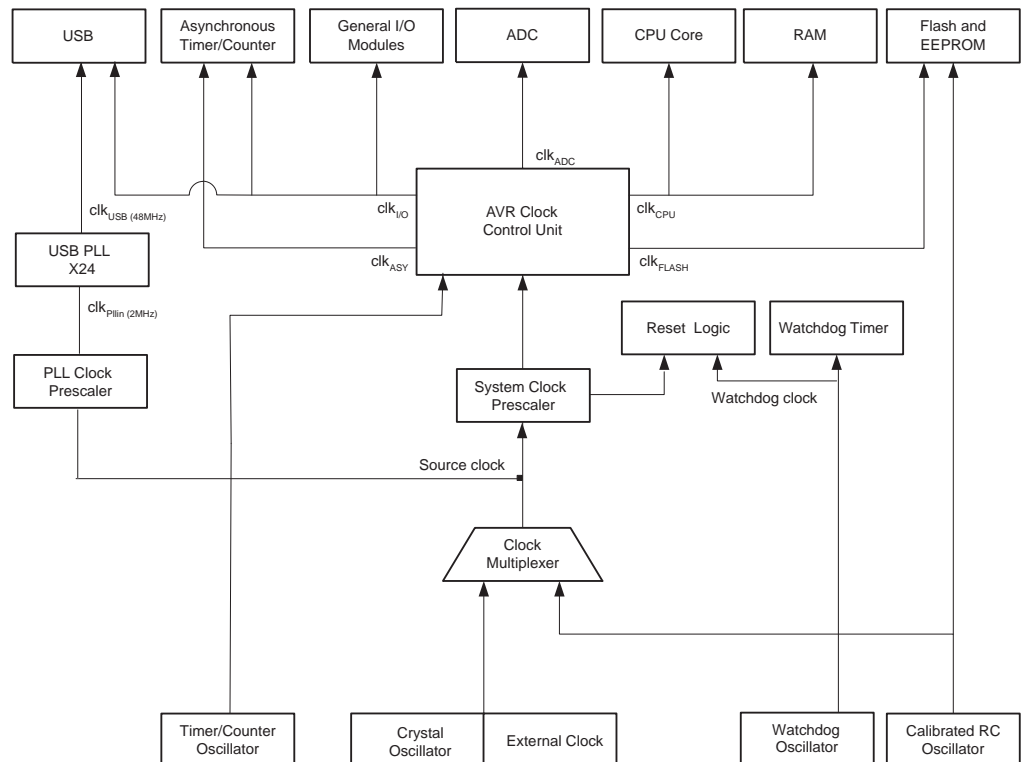 USB
Asynchronous
Timer/Counter
General I/O
Modules
ADC
CPU Core
RAM
Flash and
EEPROM
clkADC
clkI/O
AVR Clock
Control Unit
clkCPU
clkUSB (48MHz)
USB PLL
X24
clkASY
clkFLASH
clkPllin (2MHz)
Reset Logic
Watchdog Timer
PLL Clock
Prescaler
System Clock
Prescaler
Watchdog clock
Source clock
Clock
Multiplexer
Timer/Counter
Oscillator
Crystal
Oscillator
External Clock
Watchdog
Oscillator
Calibrated RC
Oscillator